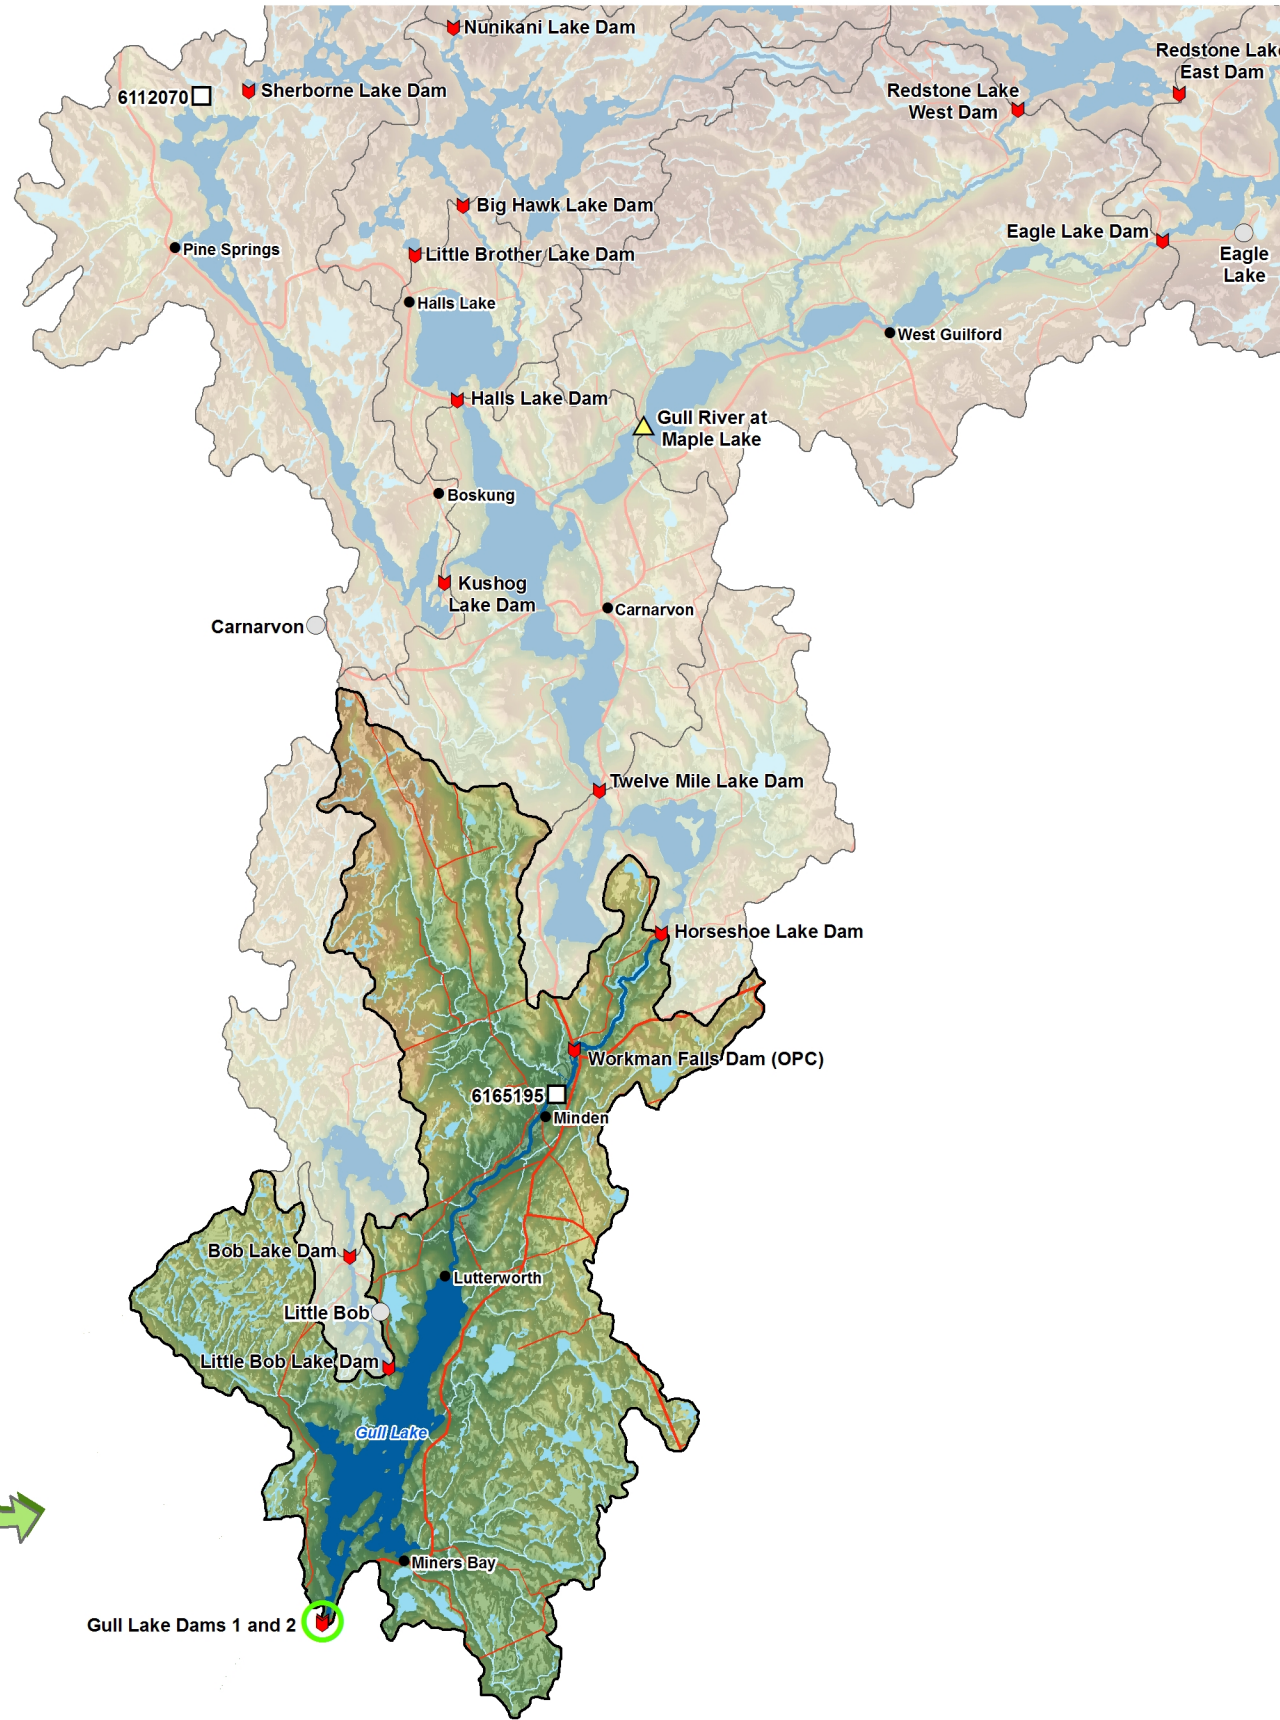 Nunikani Lake Dam
Redstone Lake
East Dam
6112070
Sherborne Lake Dam
Redstone Lake
West Dam
Big Hawk Lake Dam
Pine Springs
Little Brother Lake Dam
Eagle Lake Dam
Eagle
Lake
Halls Lake
West Guilford
Halls Lake Dam
Gull River at
Maple Lake
Boskung
Kushog
Lake Dam
Carnarvon
Carnarvon
Twelve Mile Lake Dam
Horseshoe Lake Dam
Workman Falls Dam (OPC)
6165195
Minden
Bob Lake Dam
Lutterworth
Little Bob
Little Bob Lake Dam
Gull Lake
Miners Bay
Gull Lake Dams 1 and 2